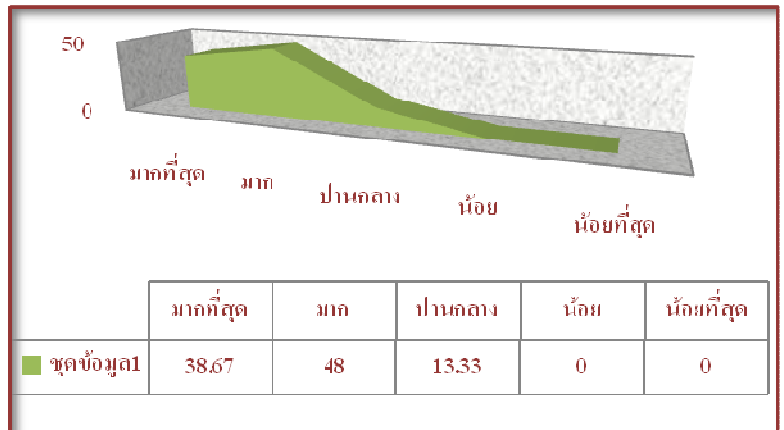 50
0
มากที่สุด
มาก
ปานกลาง
น้อย
น้อยที่สุด
มากที่สุด มาก ปานกลาง น้อย น้อยที่สุด
ชุดข้อมูล1 38.67 48 13.33 0 0